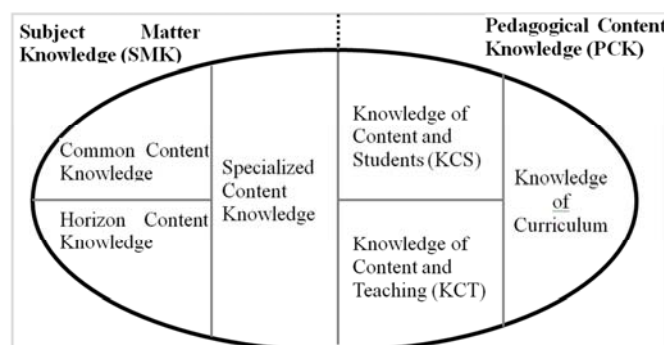 Subject Matter
Knowledge (SMK)
Pedagogical Content
Knowledge (PCK)
Common Content
Knowledge
Horizon Content
Knowledge
Specialized
Content
Knowledge
Knowledge of
Content and
Students (KCS)
Knowledge of
Content and
Teaching (KCT)
Knowledge
of
Curriculum